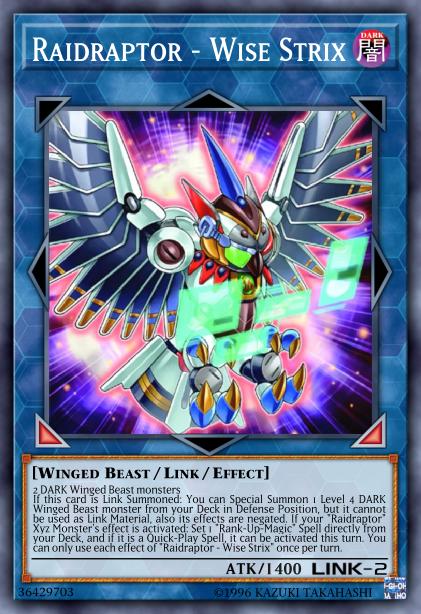 RAIDRAPTOR - WISE STRIX
DARK
闇
[WINGED BEAST / LINK / EFFECT]
2 DARK Winged Beast monsters
If this card is Link Summoned: You can Special Summon 1 Level 4 DARK
Winged Beast monster from your Deck in Defense Position, but it cannot
be used as Link Material, also its effects are negated. If your "Raidraptor"
Xyz Monster's effect is activated: Set 1 "Rank-Up-Magic" Spell directly from
your Deck, and if it is a Quick-Play Spell, it can be activated this turn. You
can only use each effect of "Raidraptor - Wise Strix" once per turn.
ATK/1400 LINK-2
36429703
©1996 KAZUKI TAKAHASHI